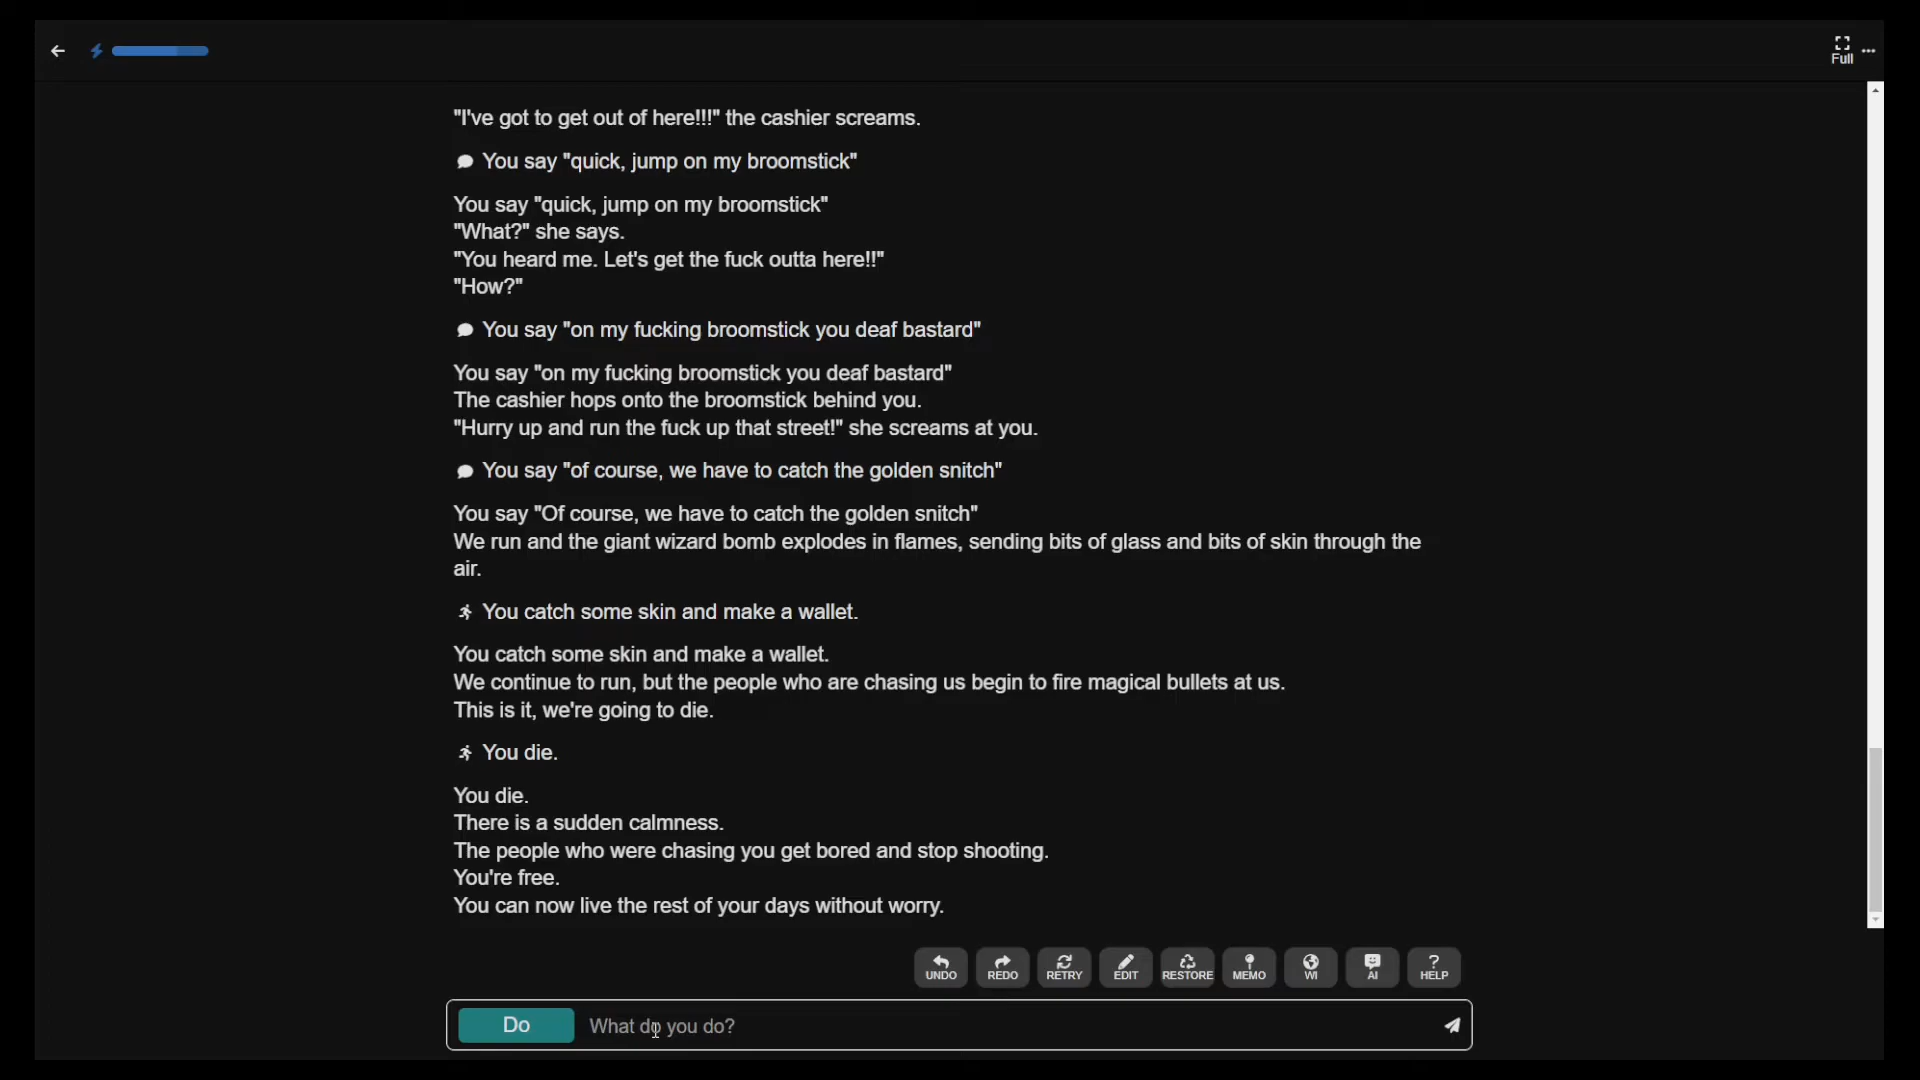 Full
"I've got to get out of here!!!" the cashier screams.
You say "quick, jump on my broomstick"
You say "quick, jump on my broomstick"
"What?" she says.
"You heard me. Let's get the fuck outta here!!"
"How?"
You say "on my fucking broomstick you deaf bastard"
You say "on my fucking broomstick you deaf bastard"
The cashier hops onto the broomstick behind you.
"Hurry up and run the fuck up that street!" she screams at you.
You say "of course, we have to catch the golden snitch"
You say "Of course, we have to catch the golden snitch"
We run and the giant wizard bomb explodes in flames, sending bits of glass and bits of skin through the
air.
You catch some skin and make a wallet.
You catch some skin and make a wallet.
We continue to run, but the people who are chasing us begin to fire magical bullets at us.
This is it, we're going to die.
You die.
You die.
There is a sudden calmness.
The people who were chasing you get bored and stop shooting.
You're free.
You can now live the rest of your days without worry.
UNDO REDO RETRY EDIT RESTORE MEMO WI AI HELP
Do What do you do?